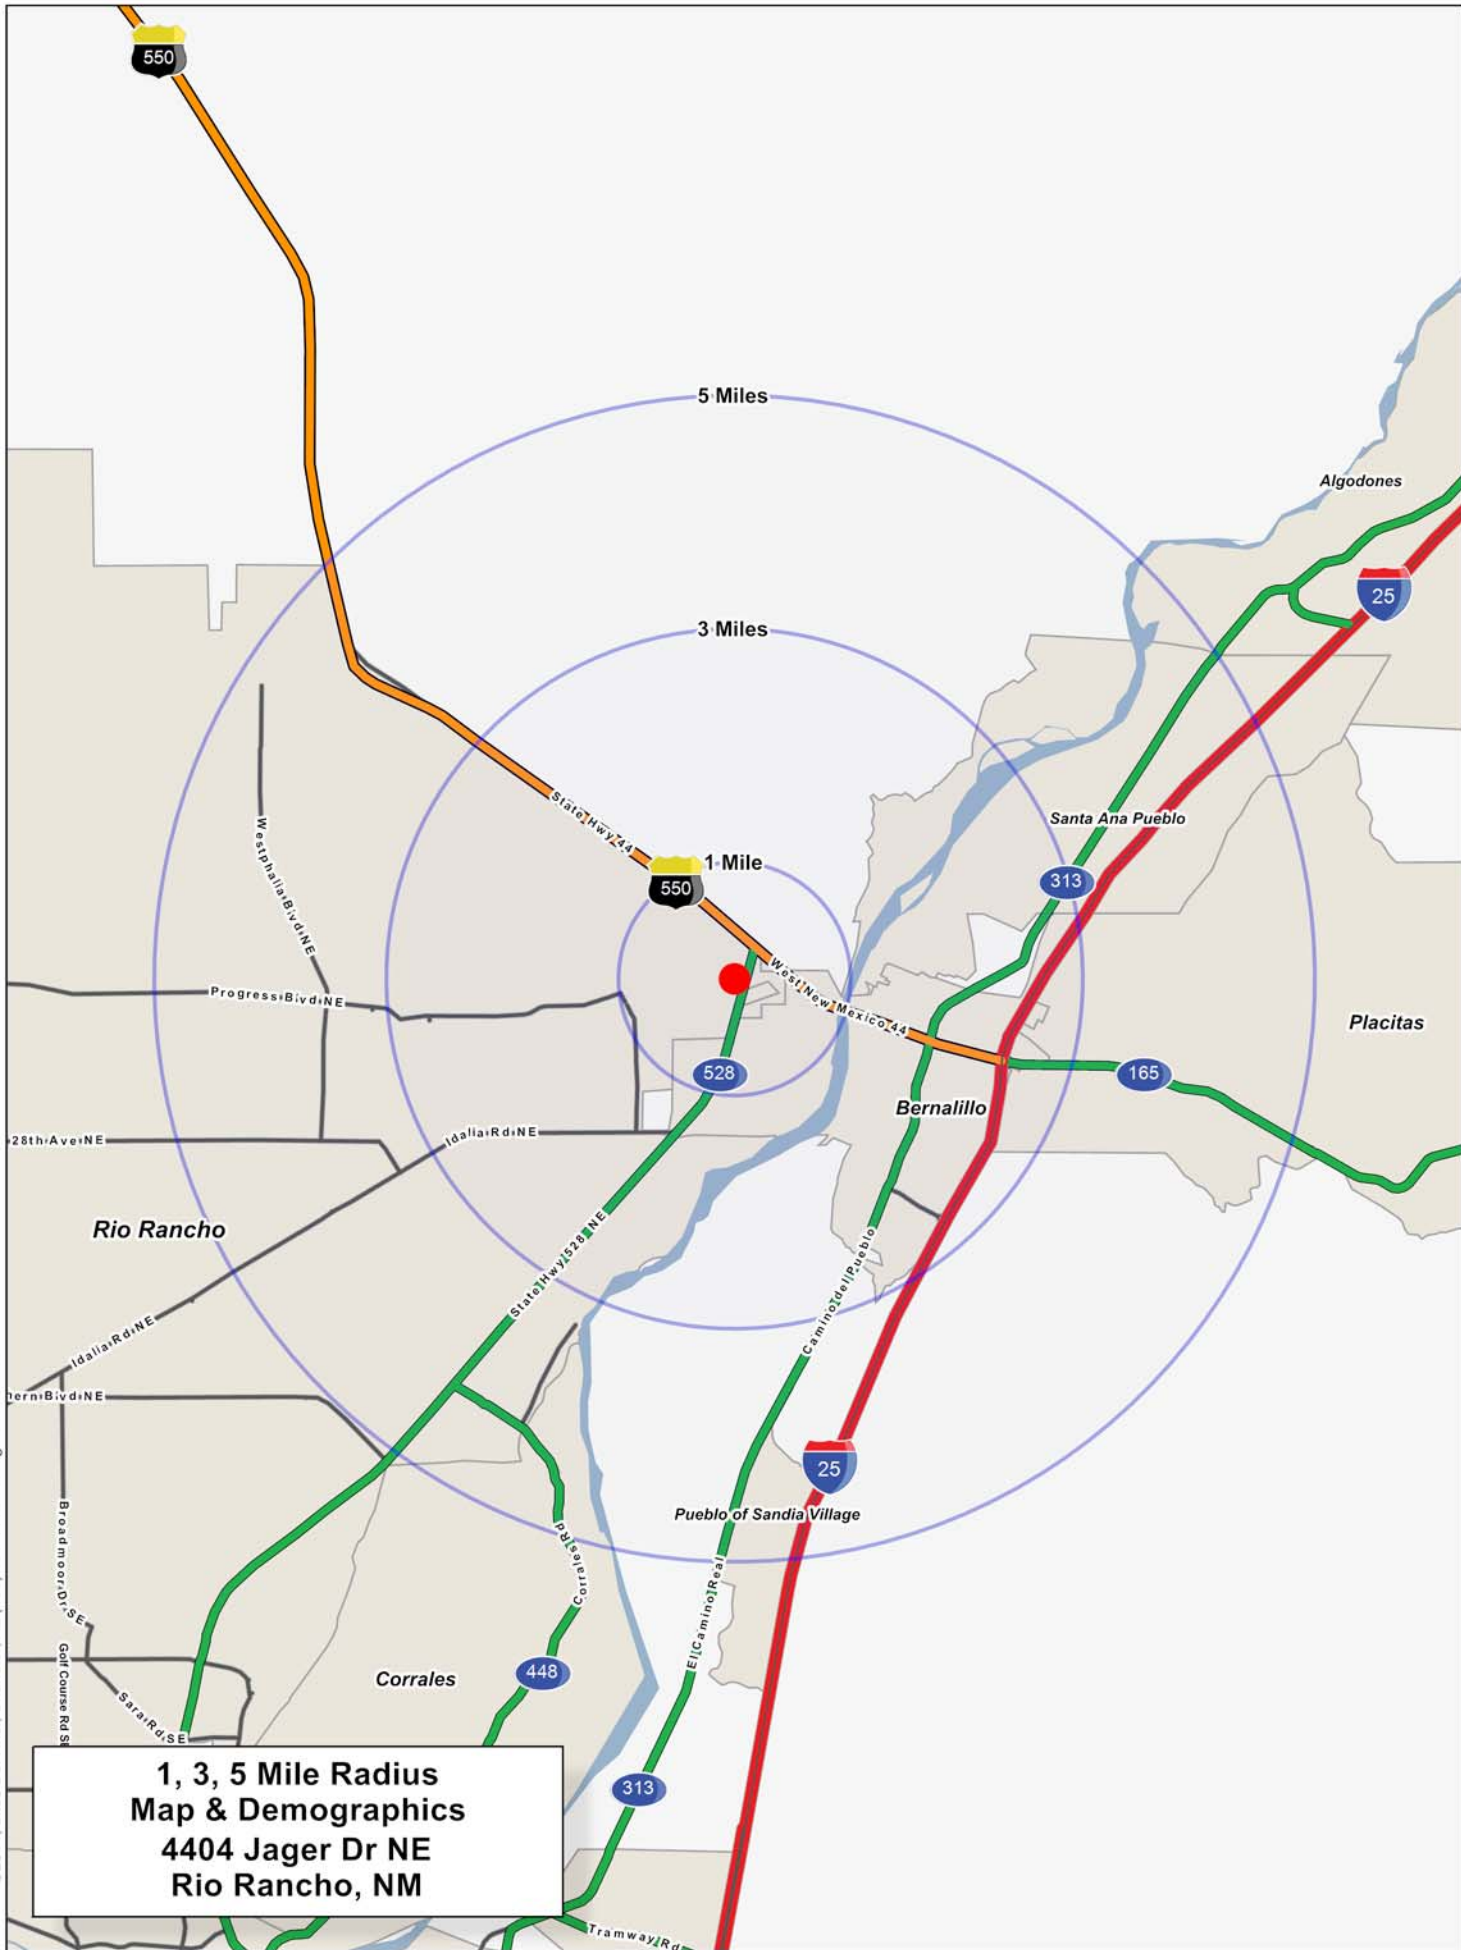 550
5 Miles
Algodones
25
3 Miles
State Hwy 44
Santa Ana Pueblo
1 Mile
550
313
Westphalia Blvd NE
West New Mexico 44
Progress Blvd NE
Placitas
528
165
Bernalillo
28th Ave NE
Idalia Rd NE
Rio Rancho
State Hwy 528 NE
Camino del Pueblo
Idalia Rd NE
hern Blvd NE
25
Pueblo of Sandia Village
Broadmoor Dr SE
Corrales Rd
El Camino Real
Golf Course Rd SE
Corrales
448
Sara Rd SE
313
1, 3, 5 Mile Radius
Map & Demographics
4404 Jager Dr NE
Rio Rancho, NM
Tramway Rd